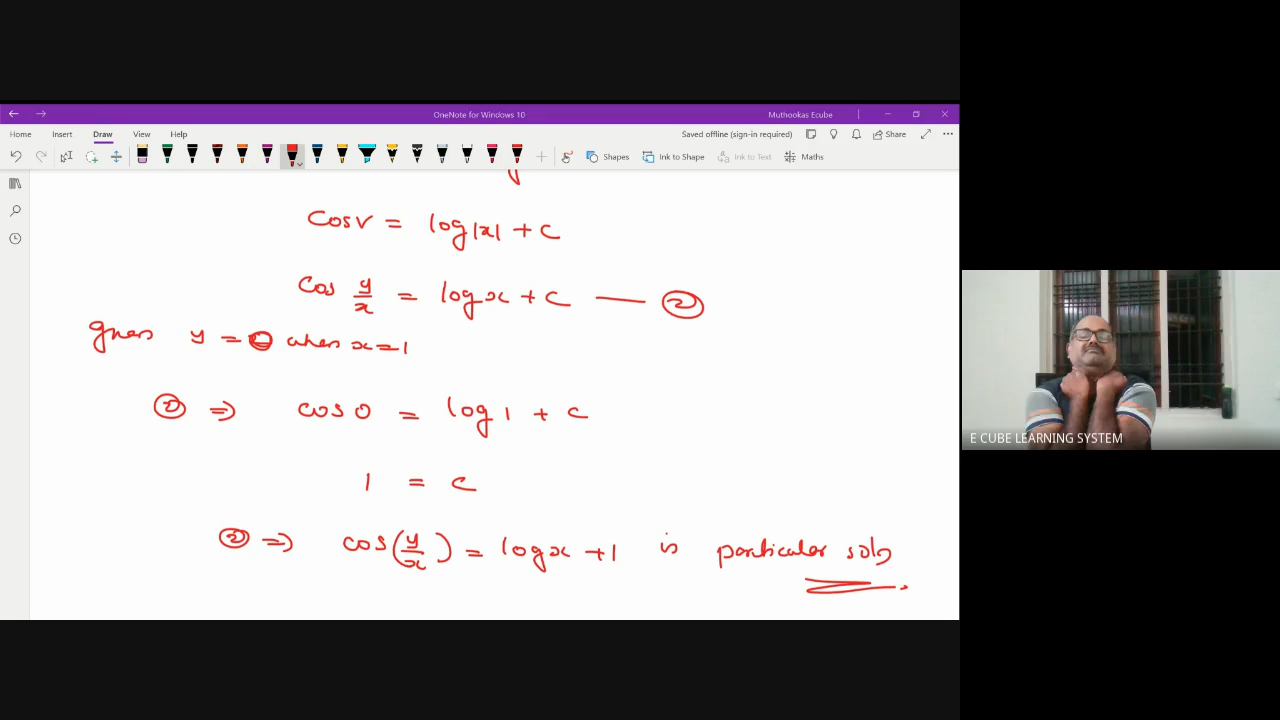 OneNote for Windows 10
Muthookas Ecube
Home Insert Draw View Help
Saved offline (sign-in required) Share
Shapes Ink to Shape Ink to Text Maths
Cos v = log|x| + c
Cos y/x = log x + c —— ②
given y = 0 when x = 1
② ⇒ cos 0 = log 1 + c
1 = c
② ⇒ cos(y/x) = log x + 1 is particular soln
E CUBE LEARNING SYSTEM